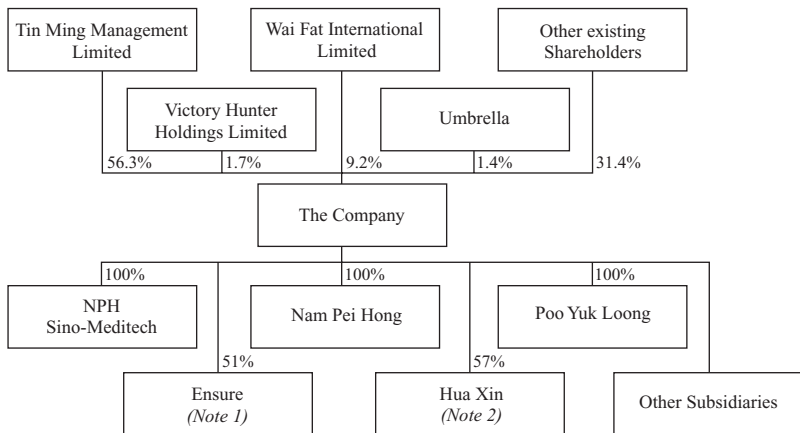 Tin Ming Management
Limited
Wai Fat International
Limited
Other existing
Shareholders
Victory Hunter
Holdings Limited
Umbrella
56.3%
1.7%
9.2%
1.4%
31.4%
The Company
100%
100%
100%
NPH
Sino-Meditech
Nam Pei Hong
Poo Yuk Loong
51%
57%
Ensure
(Note 1)
Hua Xin
(Note 2)
Other Subsidiaries